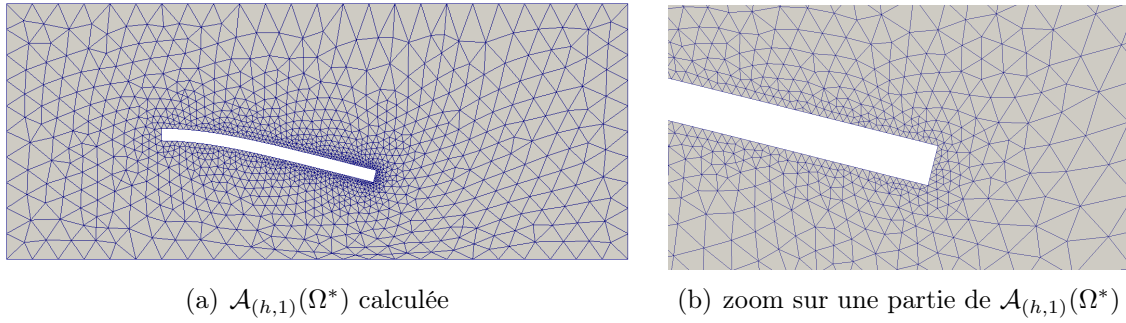 (a) $\mathcal{A}_{(h,1)}(\Omega^*)$ calculée
(b) zoom sur une partie de $\mathcal{A}_{(h,1)}(\Omega^*)$